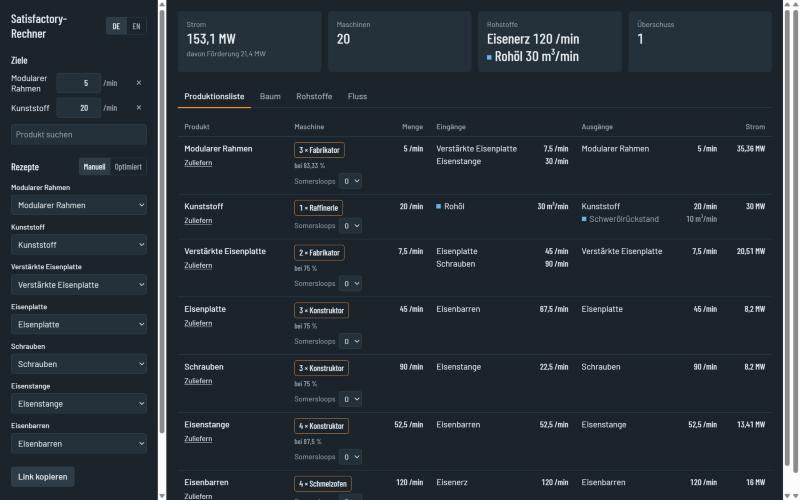 Satisfactory-
Rechner
DE EN
Ziele
Modularer
Rahmen 5 /min ×
Kunststoff 20 /min ×
Produkt suchen
Rezepte Manuell Optimiert
Modularer Rahmen
Modularer Rahmen
Kunststoff
Kunststoff
Verstärkte Eisenplatte
Verstärkte Eisenplatte
Eisenplatte
Eisenplatte
Schrauben
Schrauben
Eisenstange
Eisenstange
Eisenbarren
Eisenbarren
Link kopieren
Strom
153,1 MW
davon Förderung 21,4 MW
Maschinen
20
Rohstoffe
Eisenerz 120 /min
Rohöl 30 m³/min
Überschuss
1
Produktionsliste Baum Rohstoffe Fluss
Produkt Maschine Menge Eingänge Ausgänge Strom
Modularer Rahmen 3 × Fabrikator 5 /min Verstärkte Eisenplatte 7,5 /min Modularer Rahmen 5 /min 35,36 MW
Zuliefern bei 83,33 % Eisenstange 30 /min
Somersloops 0
Kunststoff 1 × Raffinerie 20 /min Rohöl 30 m³/min Kunststoff 20 /min 30 MW
Zuliefern Somersloops 0 Schwerölrückstand 10 m³/min
Verstärkte Eisenplatte 2 × Fabrikator 7,5 /min Eisenplatte 45 /min Verstärkte Eisenplatte 7,5 /min 20,51 MW
Zuliefern bei 75 % Schrauben 90 /min
Somersloops 0
Eisenplatte 3 × Konstruktor 45 /min Eisenbarren 67,5 /min Eisenplatte 45 /min 8,2 MW
Zuliefern bei 75 %
Somersloops 0
Schrauben 3 × Konstruktor 90 /min Eisenstange 22,5 /min Schrauben 90 /min 8,2 MW
Zuliefern bei 75 %
Somersloops 0
Eisenstange 4 × Konstruktor 52,5 /min Eisenbarren 52,5 /min Eisenstange 52,5 /min 13,41 MW
Zuliefern bei 87,5 %
Somersloops 0
Eisenbarren 4 × Schmelzofen 120 /min Eisenerz 120 /min Eisenbarren 120 /min 16 MW
Zuliefern